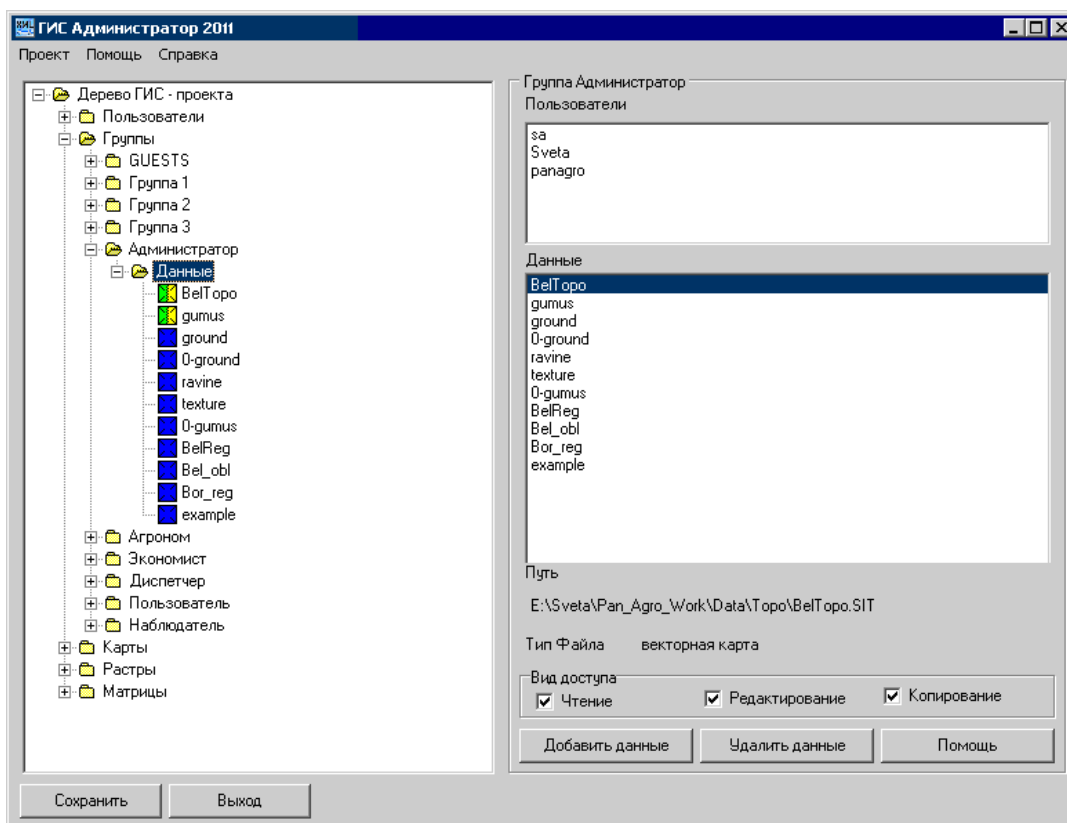 ГИС Администратор 2011
Проект Помощь Справка
Дерево ГИС - проекта
Пользователи
Группы
GUESTS
Группа 1
Группа 2
Группа 3
Администратор
Данные
BelTopo
gumus
ground
0-ground
ravine
texture
0-gumus
BelReg
Bel_obl
Bor_reg
example
Агроном
Экономист
Диспетчер
Пользователь
Наблюдатель
Карты
Растры
Матрицы
Группа Администратор
Пользователи
sa
Sveta
panagro
Данные
BelTopo
gumus
ground
0-ground
ravine
texture
0-gumus
BelReg
Bel_obl
Bor_reg
example
Путь
E:\Sveta\Pan_Agro_Work\Data\Topo\BelTopo.SIT
Тип Файла векторная карта
Вид доступа
Чтение Редактирование Копирование
Добавить данные Удалить данные Помощь
Сохранить Выход